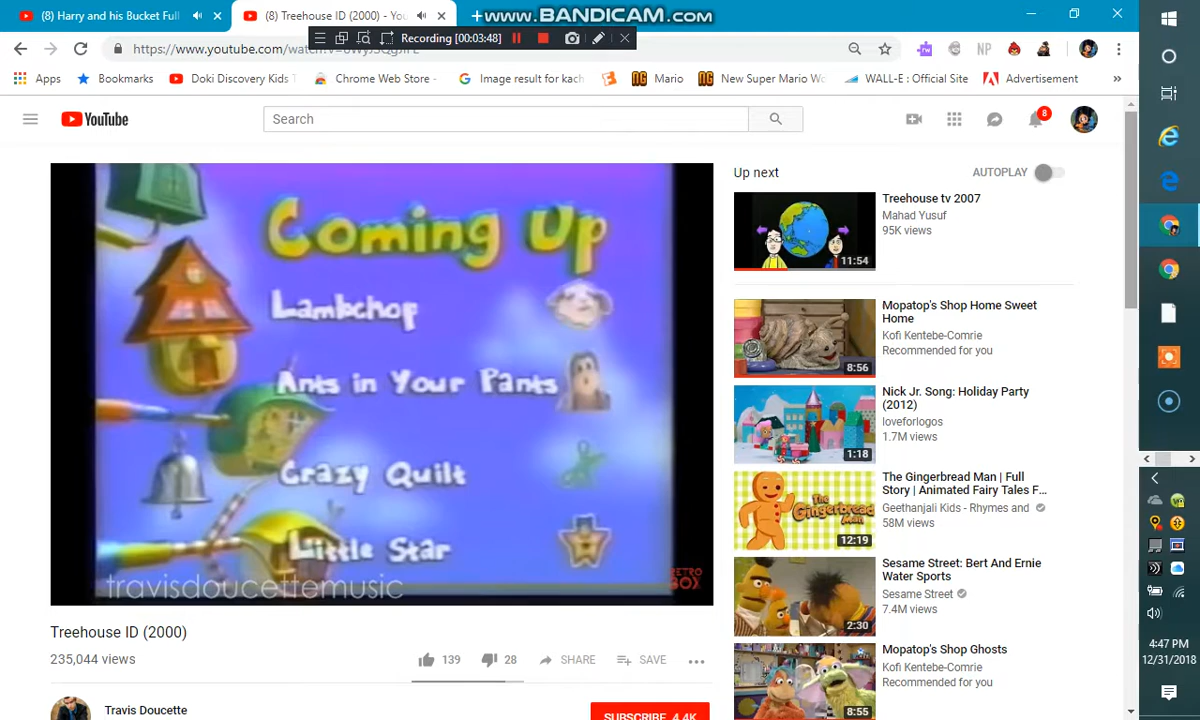 (8) Harry and his Bucket Full
(8) Treehouse ID (2000) - You
www.BANDICAM.com
Recording [00:03:48]
https://www.youtube.com/
NP
Apps
Bookmarks
Doki Discovery Kids T
Chrome Web Store -
Image result for kach
Mario
New Super Mario Wo
WALL-E : Official Site
Advertisement
YouTube
Search
8
Coming Up
Lambchop
Ants in Your Pants
Crazy Quilt
Little Star
travisdoucettemusic
RETRO
BOX
Treehouse ID (2000)
235,044 views
139
28
SHARE
SAVE
Travis Doucette
SUBSCRIBE 4.4K
Up next
AUTOPLAY
Treehouse tv 2007
Mahad Yusuf
95K views
11:54
Mopatop's Shop Home Sweet
Home
Kofi Kentebe-Comrie
Recommended for you
8:56
Nick Jr. Song: Holiday Party
(2012)
loveforlogos
1.7M views
1:18
The Gingerbread Man | Full
Story | Animated Fairy Tales F...
Geethanjali Kids - Rhymes and
58M views
The
Gingerbread
Man
12:19
Sesame Street: Bert And Ernie
Water Sports
Sesame Street
7.4M views
2:30
Mopatop's Shop Ghosts
Kofi Kentebe-Comrie
Recommended for you
8:55
4:47 PM
12/31/2018